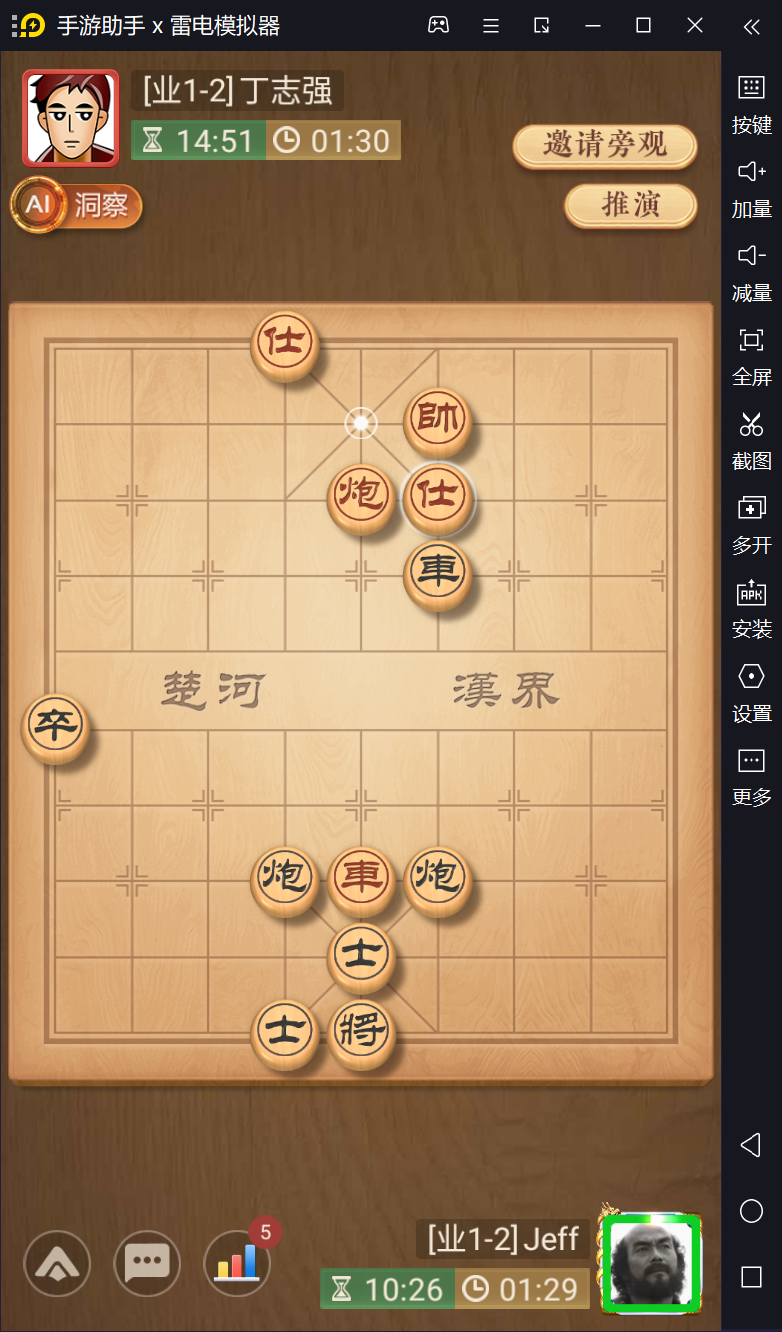 手游助手 x 雷电模拟器
[业1-2]丁志强
14:51 01:30
邀请旁观
AI 洞察
推演
按键
加量
减量
全屏
截图
多开
APK
安装
设置
更多
仕
帥
炮 仕
車
楚河 漢界
卒
炮 車 炮
士
士 將
5
[业1-2]Jeff
10:26 01:29